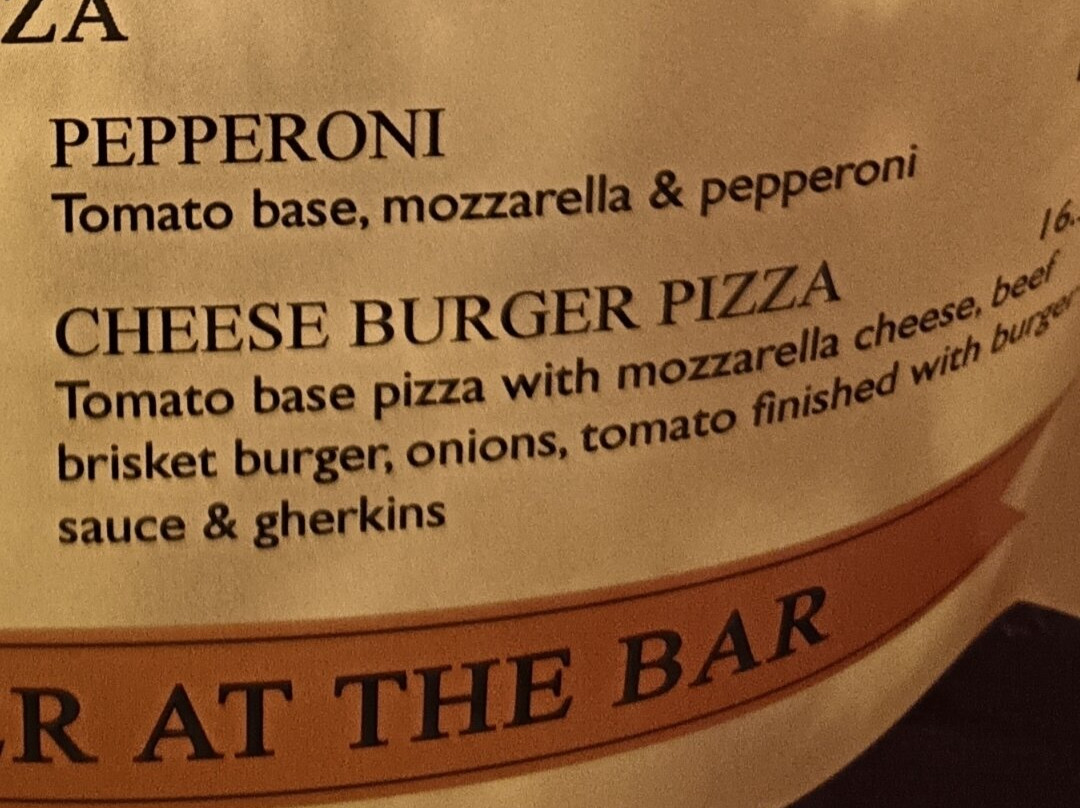 ZA
PEPPERONI
Tomato base, mozzarella & pepperoni
16.
CHEESE BURGER PIZZA
Tomato base pizza with mozzarella cheese, beef
brisket burger, onions, tomato finished with burger
sauce & gherkins
R AT THE BAR